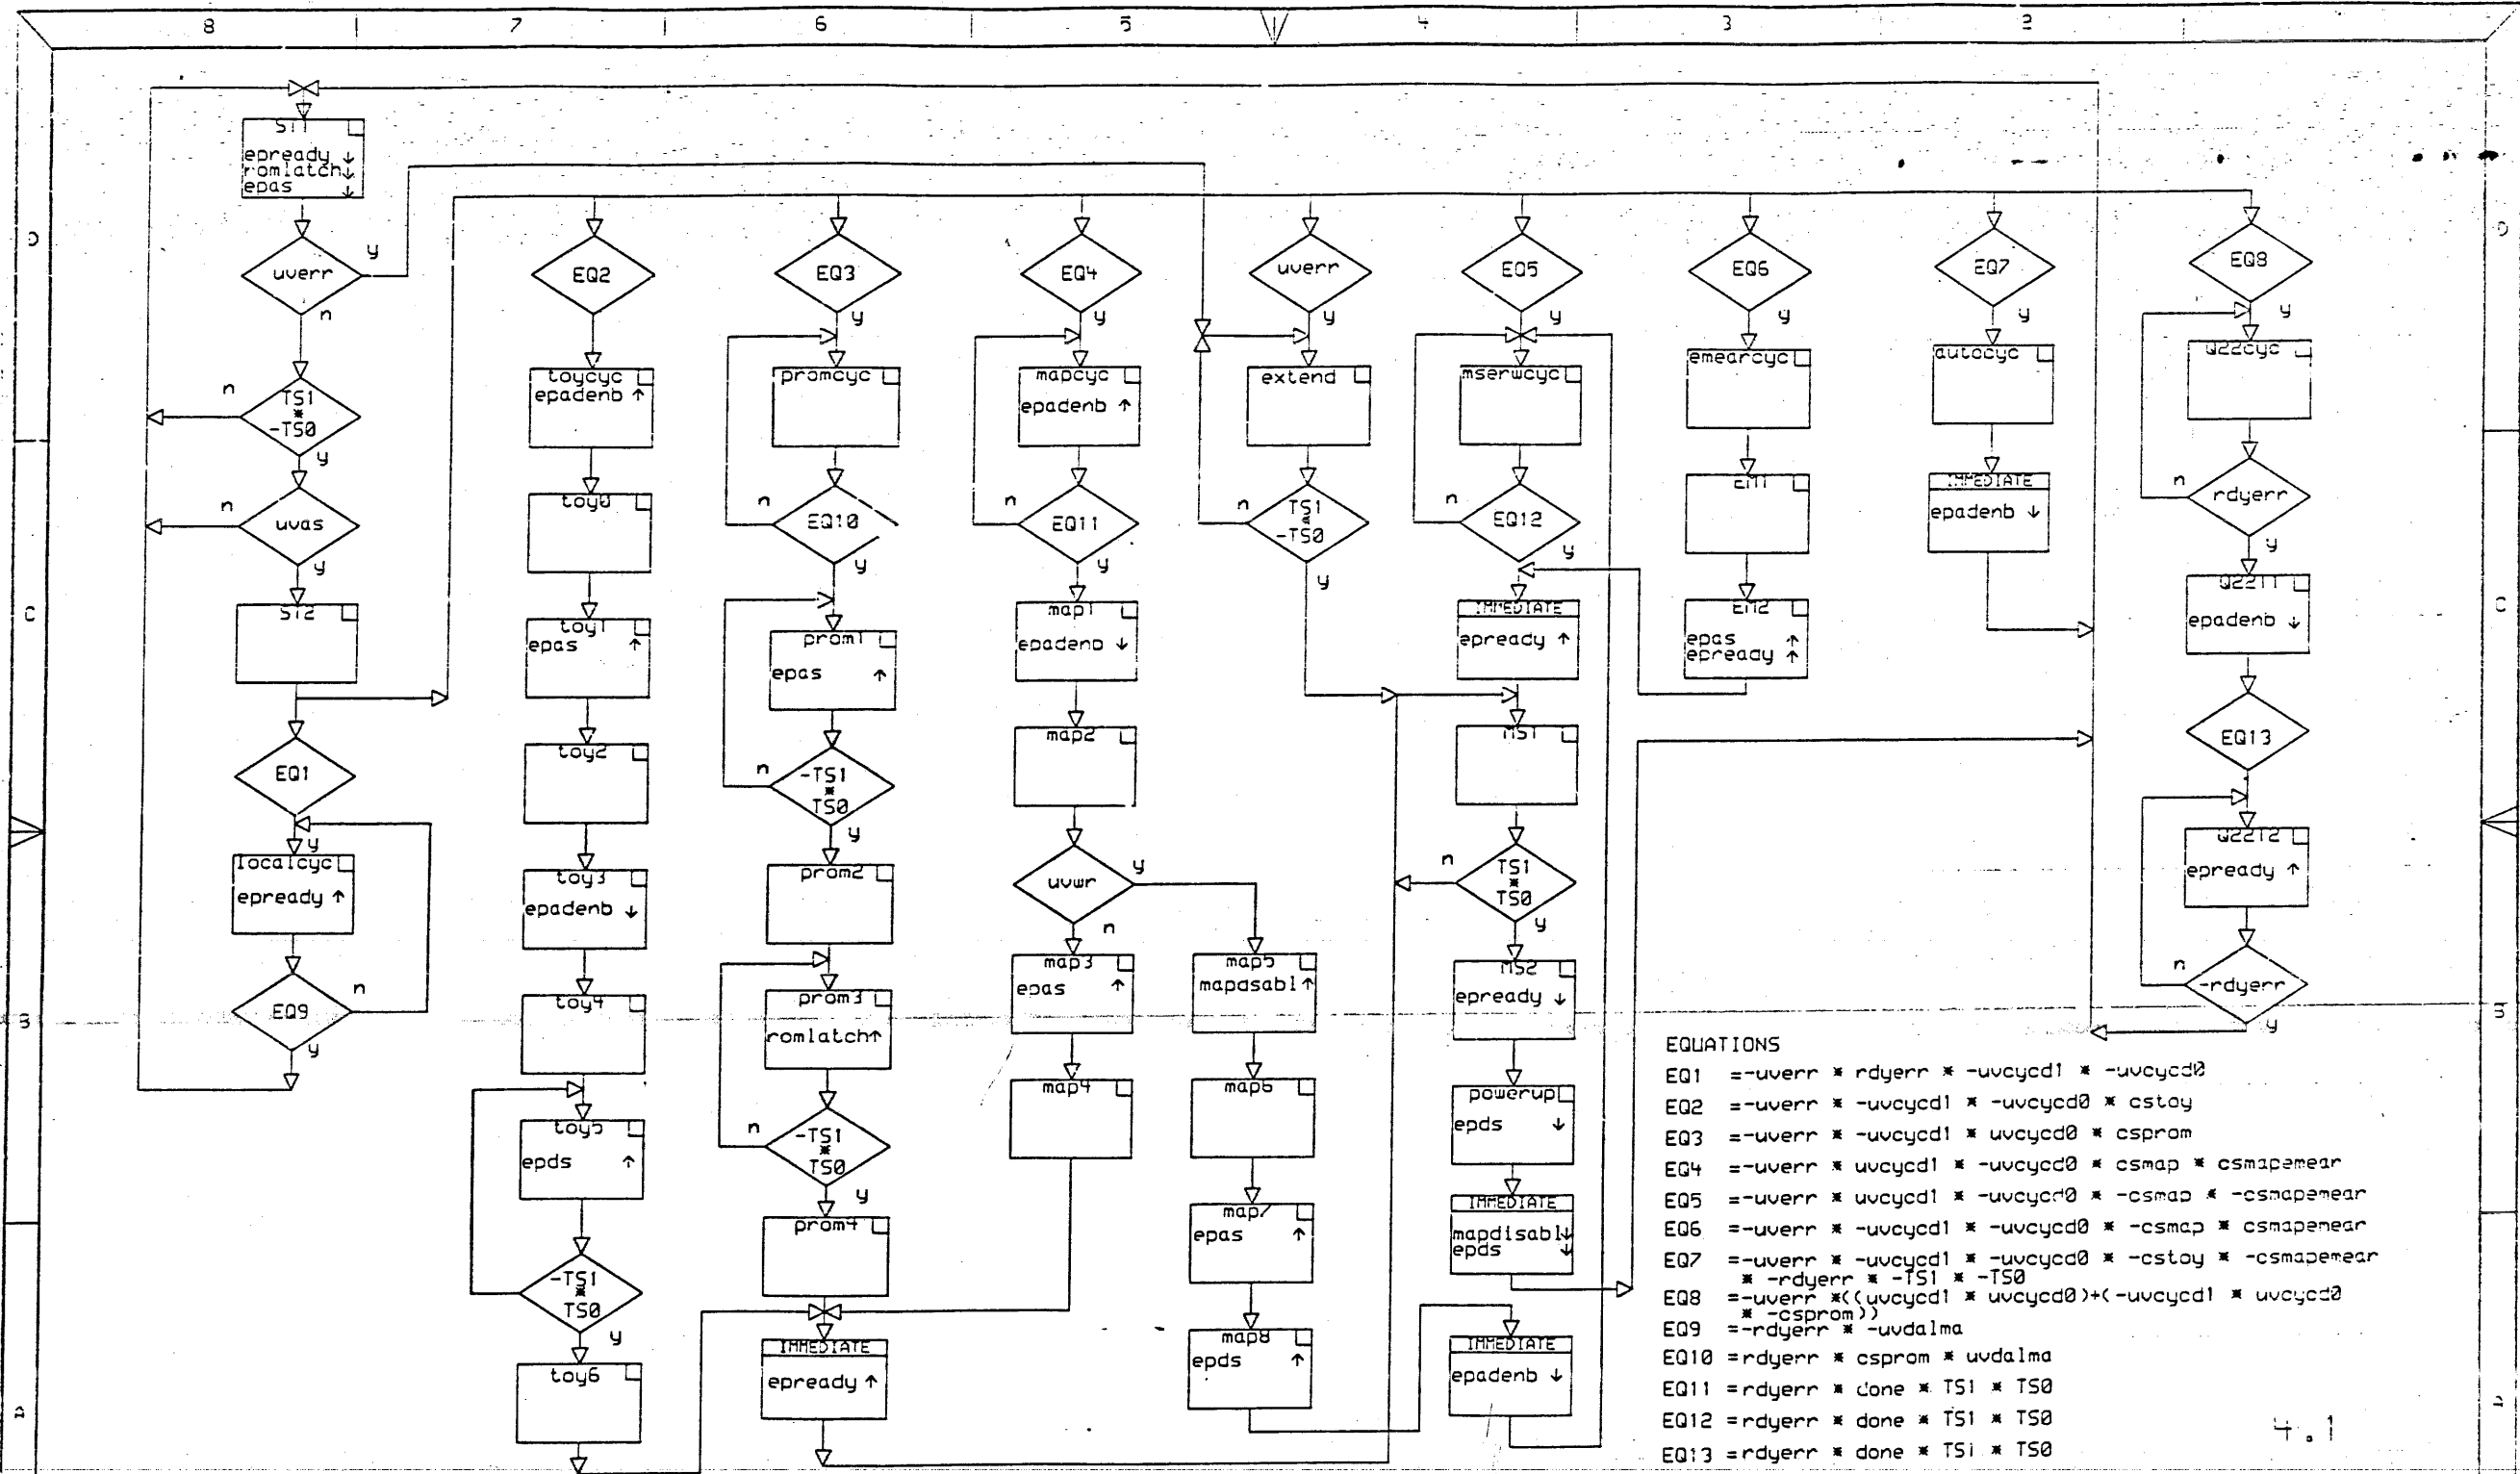 8 7 6 5 4 3 2
ST1
epready ↓
romlatch↓
epas ↓
uverr
y
n
TS1
*
-TS0
n
y
uvas
n
y
ST2
EQ1
y
localcyc
epready ↑
EQ9
n
y
EQ2
y
toycyc
epadenb ↑
toy0
toy1
epas ↑
toy2
toy3
epadenb ↓
toy4
toy5
epds ↑
-TS1
*
TS0
y
toy6
EQ3
y
promcyc
EQ10
n
y
prom1
epas ↑
-TS1
*
TS0
n
y
prom2
prom3
romlatch↑
-TS1
*
TS0
n
y
prom4
IMMEDIATE
epready ↑
EQ4
y
mapcyc
epadenb ↑
EQ11
n
y
map1
epadenb ↓
map2
uvwr
y
n
map3
epas ↑
map4
map5
mapdsabl↑
map6
map7
epas ↑
map8
epds ↑
uverr
y
extend
TS1
*
-TS0
n
y
EQ5
y
mserwcyc
EQ12
n
y
IMMEDIATE
epready ↑
MS1
TS1
*
TS0
n
y
MS2
epready ↓
powerup
epds ↓
IMMEDIATE
mapdisabl↓
epds ↓
IMMEDIATE
epadenb ↓
EQ6
y
emearcyc
EM1
EM2
epas ↑
epready ↑
EQ7
y
autocyc
IMMEDIATE
epadenb ↓
EQ8
y
Q22cyc
rdyerr
n
y
Q22T1
epadenb ↓
EQ13
Q22T2
epready ↑
-rdyerr
n
y
EQUATIONS
EQ1 =-uverr * rdyerr * -uvcycd1 * -uvcycd0
EQ2 =-uverr * -uvcycd1 * -uvcycd0 * cstoy
EQ3 =-uverr * -uvcycd1 * uvcycd0 * csprom
EQ4 =-uverr * uvcycd1 * -uvcycd0 * csmap * csmapemear
EQ5 =-uverr * uvcycd1 * -uvcycd0 * -csmap * -csmapemear
EQ6 =-uverr * -uvcycd1 * -uvcycd0 * -csmap * csmapemear
EQ7 =-uverr * -uvcycd1 * -uvcycd0 * -cstoy * -csmapemear
* -rdyerr * -TS1 * -TS0
EQ8 =-uverr *((uvcycd1 * uvcycd0)+(-uvcycd1 * uvcycd0
* -csprom))
EQ9 =-rdyerr * -uvdalma
EQ10 =rdyerr * csprom * uvdalma
EQ11 =rdyerr * done * TS1 * TS0
EQ12 =rdyerr * done * TS1 * TS0
EQ13 =rdyerr * done * TS1 * TS0
4.1
D
C
B
A
D
C
B
A